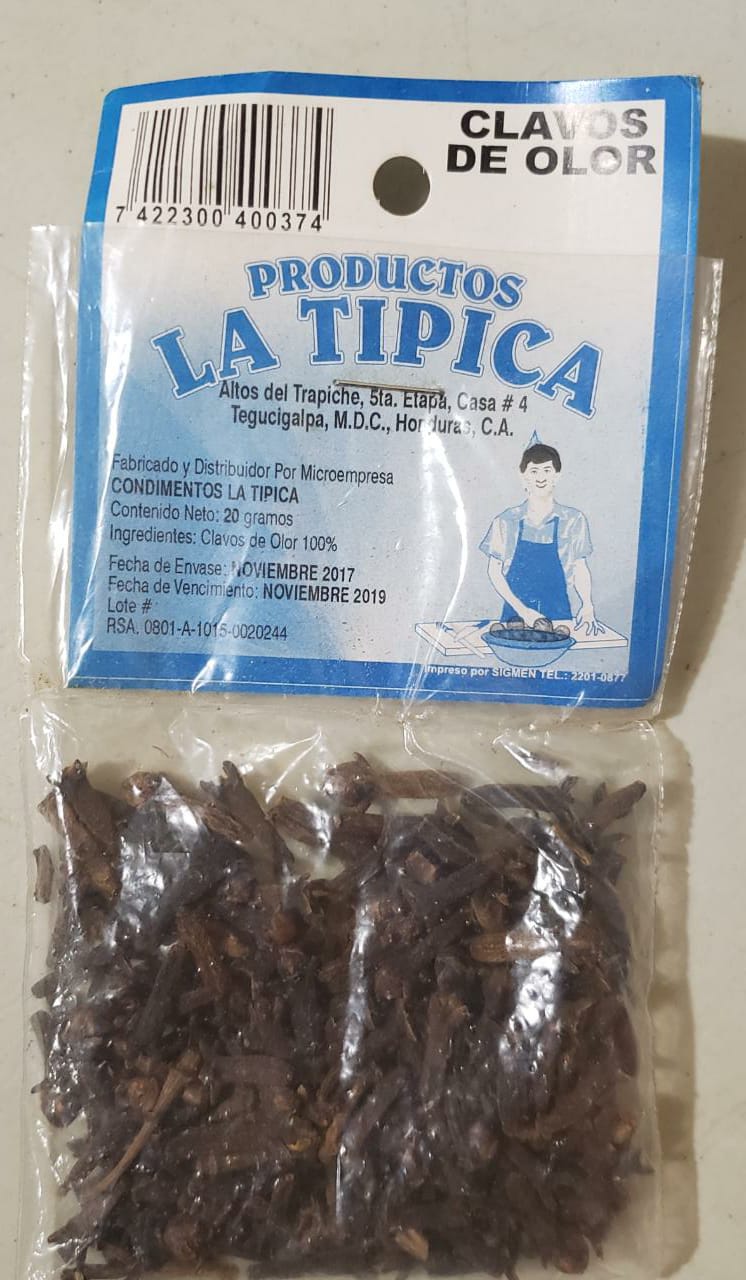 7 422300 400374
CLAVOS
DE OLOR
PRODUCTOS
LA TIPICA
Altos del Trapiche, 5ta. Etapa, Casa # 4
Tegucigalpa, M.D.C., Honduras, C.A.
Fabricado y Distribuidor Por Microempresa
CONDIMENTOS LA TIPICA
Contenido Neto: 20 gramos
Ingredientes: Clavos de Olor 100%
Fecha de Envase: NOVIEMBRE 2017
Fecha de Vencimiento: NOVIEMBRE 2019
Lote #
RSA. 0801-A-1015-0020244
Impreso por SIGMEN TEL.: 2201-0877